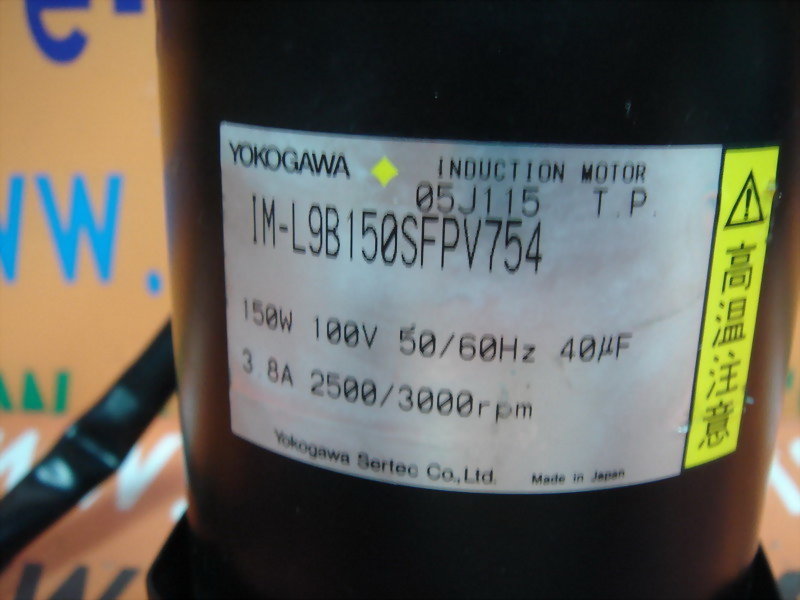 YOKOGAWA INDUCTION MOTOR
05J115 T.P.
IM-L9B150SFPV754
150W 100V 50/60Hz 40μF
3.8A 2500/3000rpm
Yokogawa Sertec Co.,Ltd. Made in Japan
高温注意